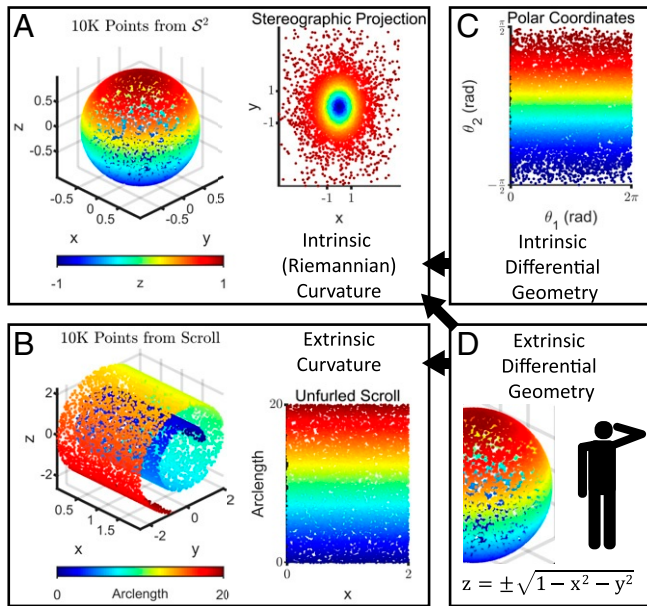 A
10K Points from S²
z
0.5
0
-0.5
-0.5
0
0.5
0.5
0
-0.5
x
y
-1
z
1
Stereographic Projection
y
1
-1
-1 1
x
Intrinsic
(Riemannian)
Curvature
C
Polar Coordinates
θ₂ (rad)
0
2π
θ₁ (rad)
Intrinsic
Differential
Geometry
B
10K Points from Scroll
z
2
0
-2
0.5
1
1.5
-2
0
2
x
y
0
Arclength
20
Extrinsic
Curvature
Unfurled Scroll
20
Arclength
0
0
2
x
D
Extrinsic
Differential
Geometry
z = ±√1 − x² − y²